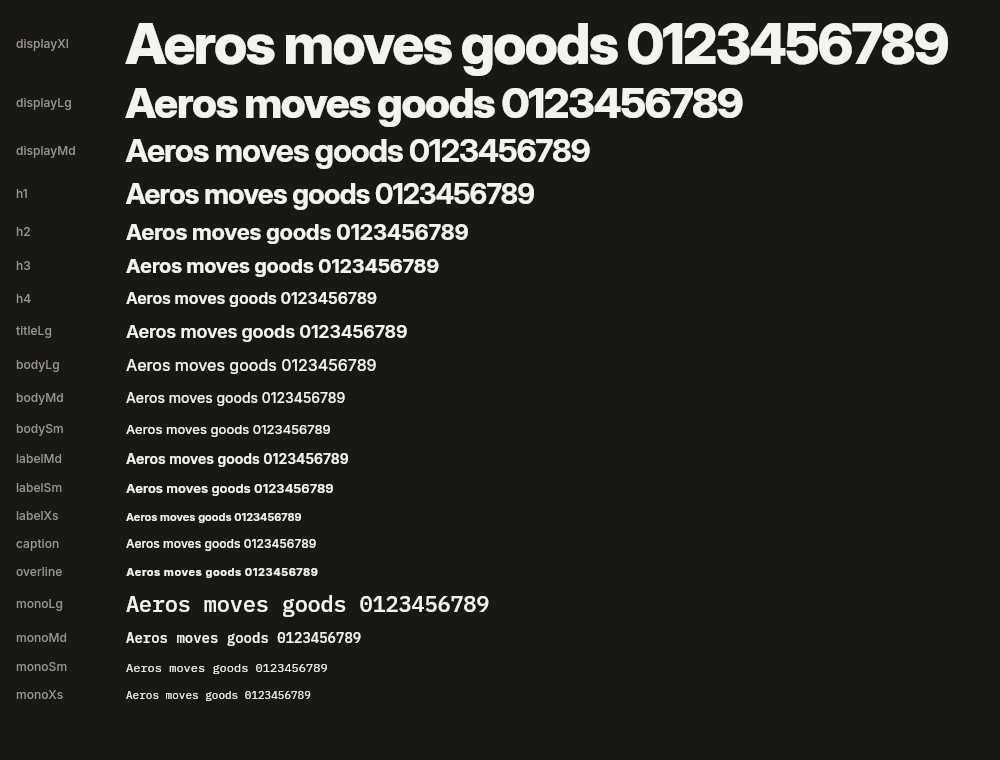 displayXl Aeros moves goods 0123456789
displayLg Aeros moves goods 0123456789
displayMd Aeros moves goods 0123456789
h1 Aeros moves goods 0123456789
h2 Aeros moves goods 0123456789
h3 Aeros moves goods 0123456789
h4 Aeros moves goods 0123456789
titleLg Aeros moves goods 0123456789
bodyLg Aeros moves goods 0123456789
bodyMd Aeros moves goods 0123456789
bodySm Aeros moves goods 0123456789
labelMd Aeros moves goods 0123456789
labelSm Aeros moves goods 0123456789
labelXs Aeros moves goods 0123456789
caption Aeros moves goods 0123456789
overline Aeros moves goods 0123456789
monoLg Aeros moves goods 0123456789
monoMd Aeros moves goods 0123456789
monoSm Aeros moves goods 0123456789
monoXs Aeros moves goods 0123456789